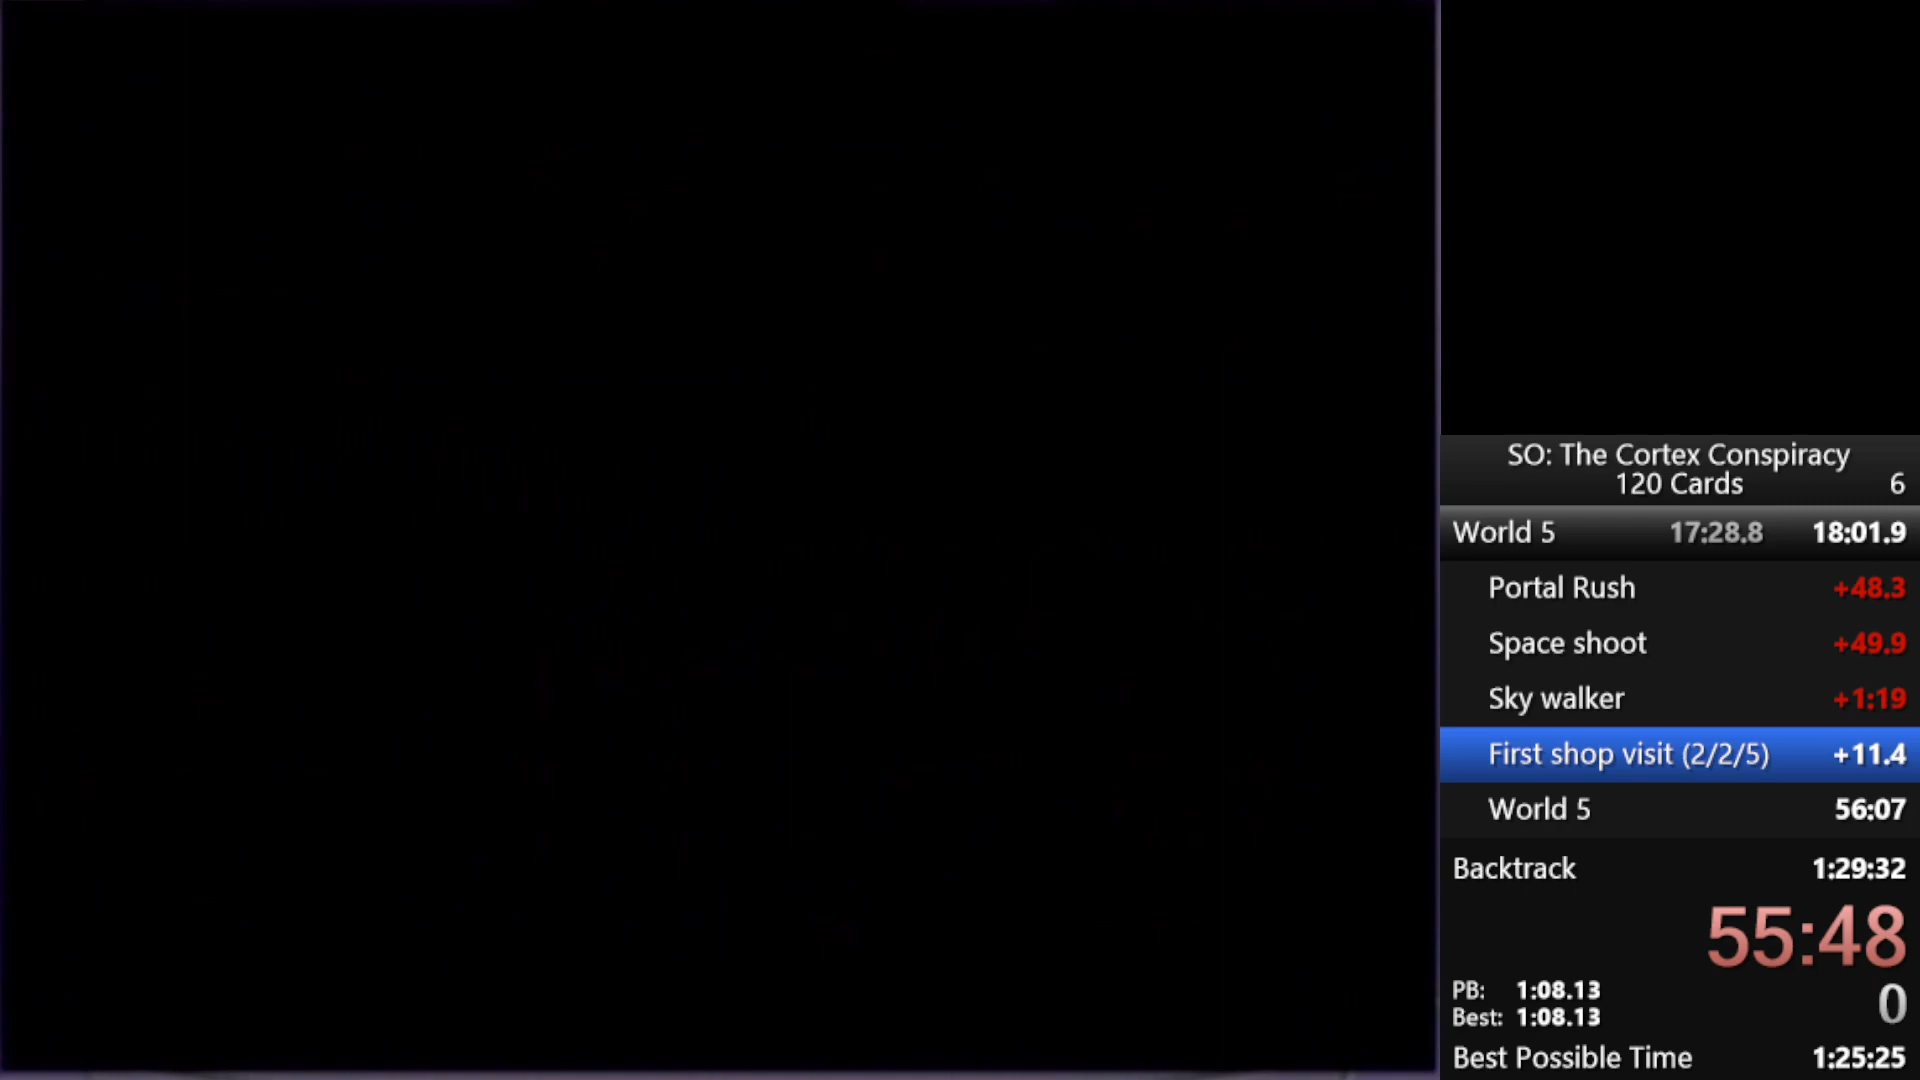 SO: The Cortex Conspiracy
120 Cards 6
World 5 17:28.8 18:01.9
Portal Rush +48.3
Space shoot +49.9
Sky walker +1:19
First shop visit (2/2/5) +11.4
World 5 56:07
Backtrack 1:29:32
55:48
PB: 1:08.13
0
Best: 1:08.13
Best Possible Time 1:25:25